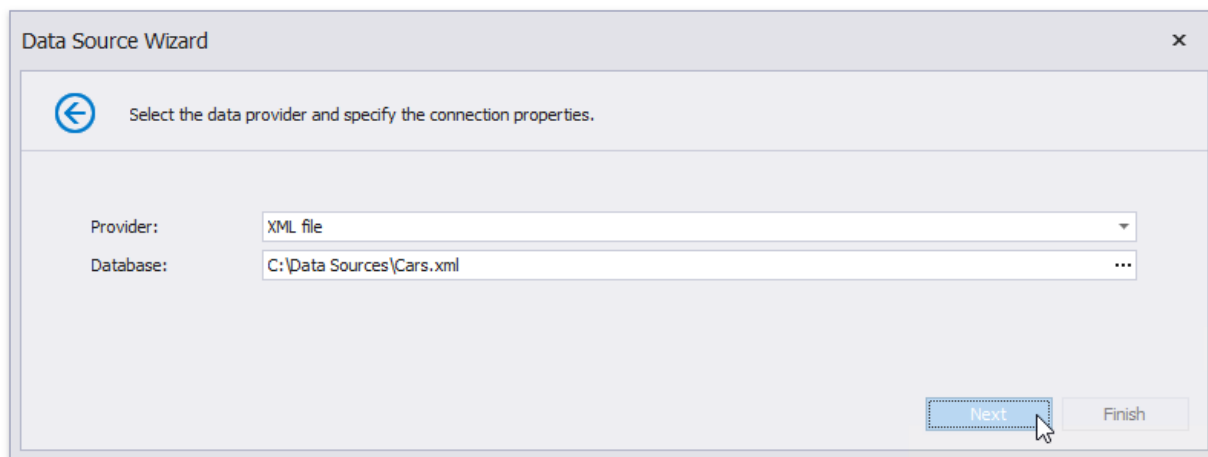 Data Source Wizard
Select the data provider and specify the connection properties.
Provider: XML file
Database: C:\Data Sources\Cars.xml ...
Next Finish